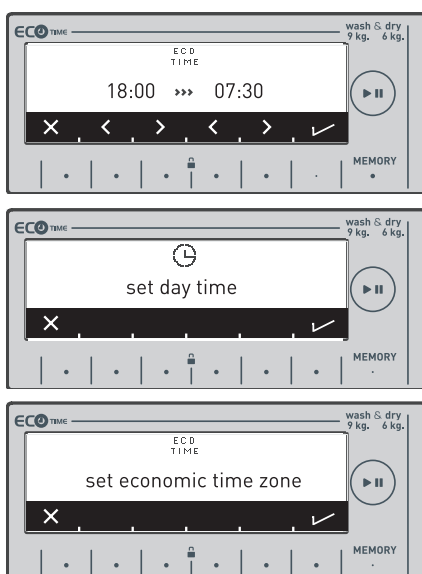 ECO TIME
wash & dry
9 kg. 6 kg.
ECO
TIME
18:00 ››› 07:30
MEMORY
ECO TIME
wash & dry
9 kg. 6 kg.
set day time
MEMORY
ECO TIME
wash & dry
9 kg. 6 kg.
ECO
TIME
set economic time zone
MEMORY